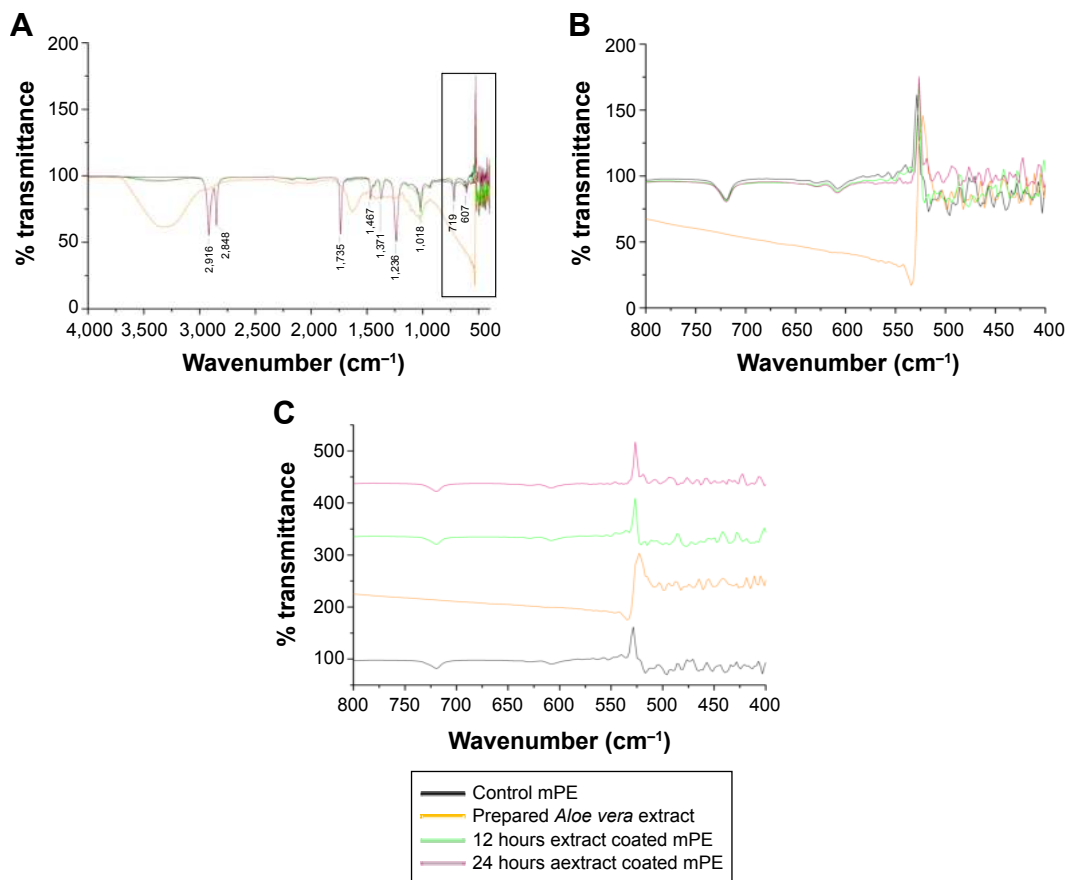 A
200
150
100
50
0
% transmittance
2,916
2,848
1,735
1,467
1,371
1,236
1,018
719
607
4,000 3,500 3,000 2,500 2,000 1,500 1,000 500
Wavenumber (cm⁻¹)
B
200
150
100
50
0
% transmittance
800 750 700 650 600 550 500 450 400
Wavenumber (cm⁻¹)
C
500
400
300
200
100
% transmittance
800 750 700 650 600 550 500 450 400
Wavenumber (cm⁻¹)
Control mPE
Prepared Aloe vera extract
12 hours extract coated mPE
24 hours aextract coated mPE